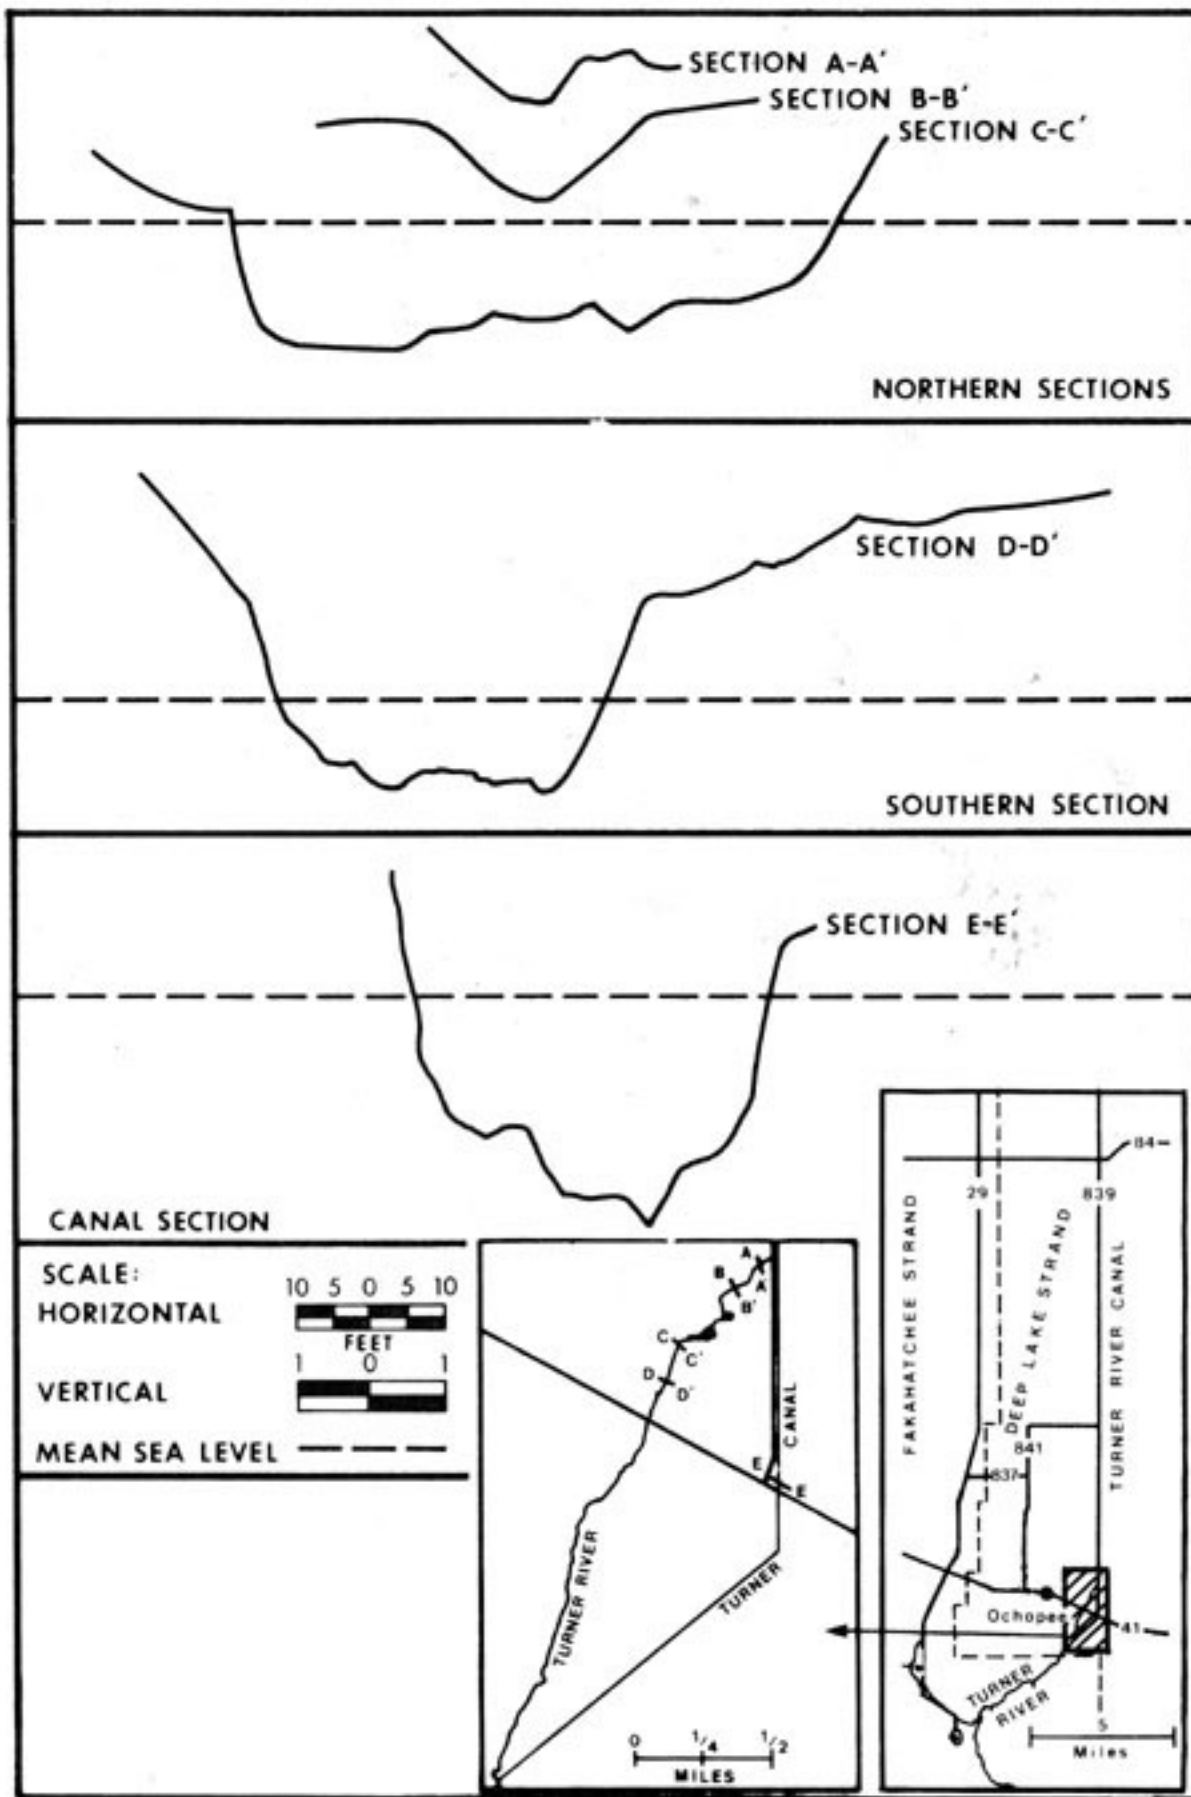 SECTION A-A′
SECTION B-B′
SECTION C-C′
NORTHERN SECTIONS
SECTION D-D′
SOUTHERN SECTION
SECTION E-E′
CANAL SECTION
SCALE:
10 5 0 5 10
HORIZONTAL
FEET
1 0 1
VERTICAL
MEAN SEA LEVEL
A
A
B
B′
C
C′
D
D′
CANAL
E
E
TURNER RIVER
TURNER
0 1/4 1/2
MILES
84
29
839
FAKAHATCHEE STRAND
DEEP LAKE STRAND
TURNER RIVER CANAL
841
837
Ochopee
41
TURNER
RIVER
5
Miles